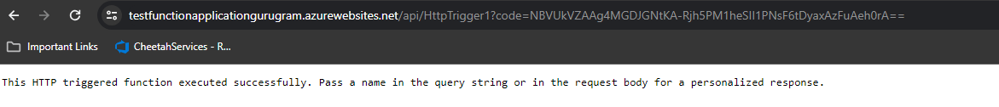 testfunctionapplicationgurugram.azurewebsites.net/api/HttpTrigger1?code=NBVUkVZAAg4MGDJGNtKA-Rjh5PM1heSII1PNsF6tDyaxAzFuAeh0rA==
Important Links CheetahServices - R...
This HTTP triggered function executed successfully. Pass a name in the query string or in the request body for a personalized response.